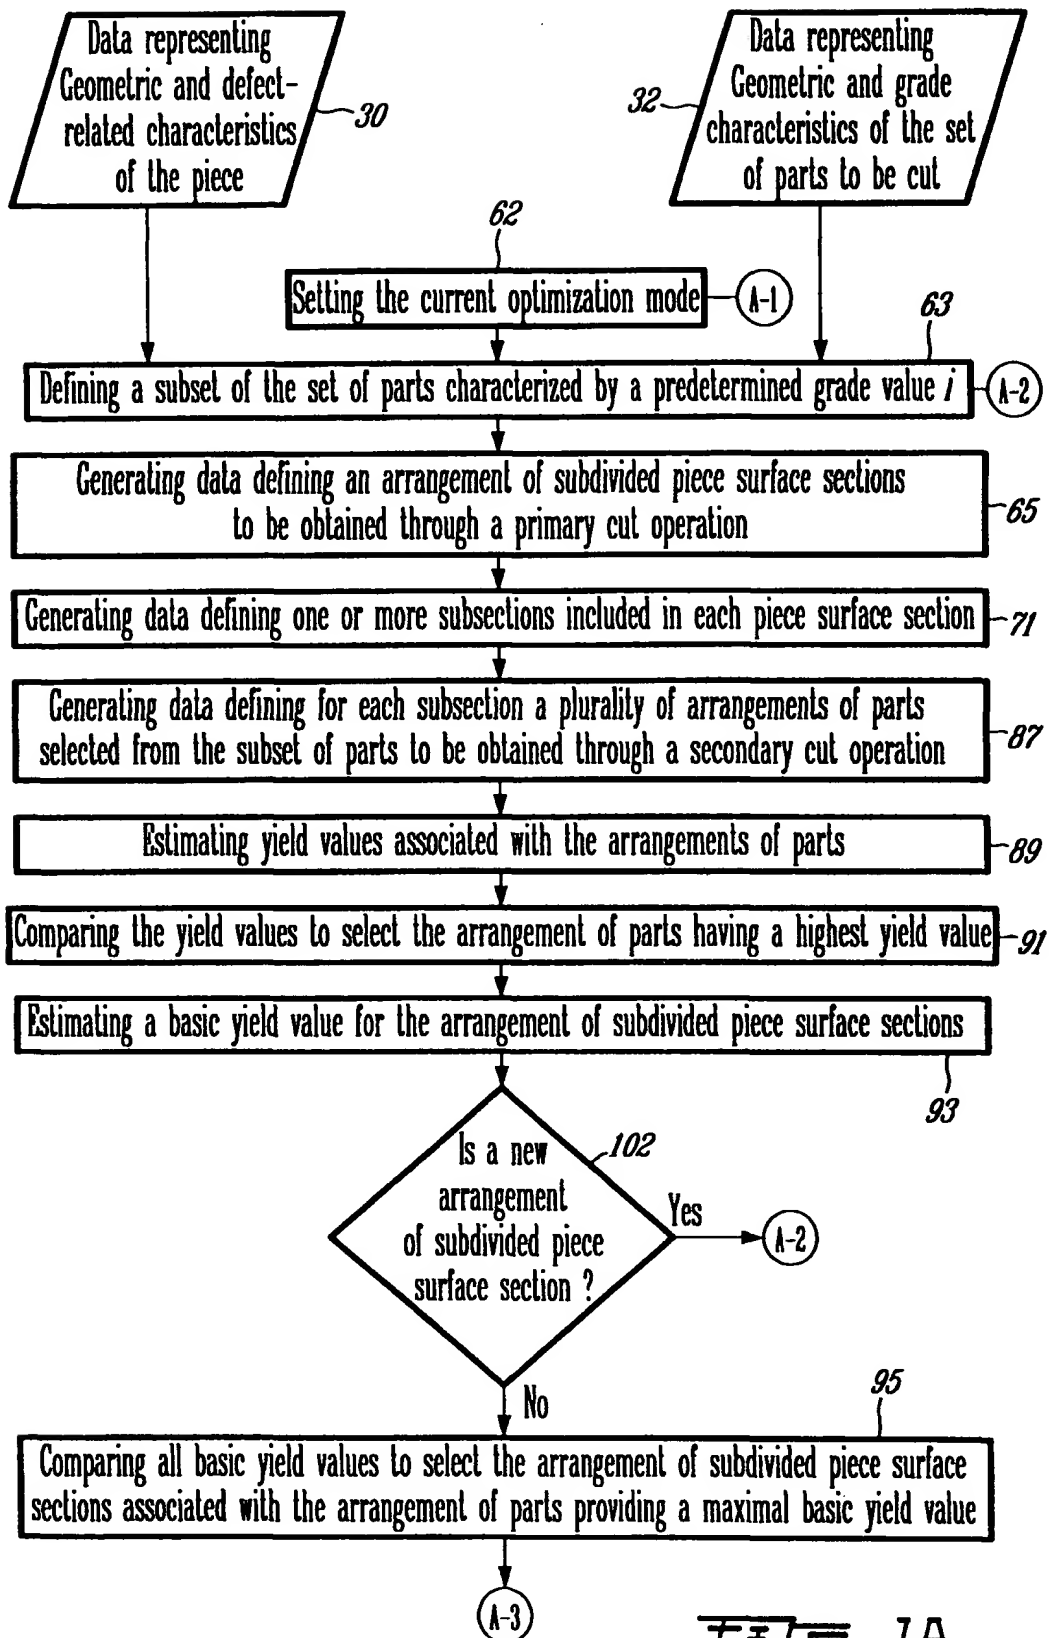 Data representing
Geometric and defect-
related characteristics
of the piece
30
32
Data representing
Geometric and grade
characteristics of the set
of parts to be cut
62
Setting the current optimization mode
A-1
63
Defining a subset of the set of parts characterized by a predetermined grade value i
A-2
Generating data defining an arrangement of subdivided piece surface sections
to be obtained through a primary cut operation
65
Generating data defining one or more subsections included in each piece surface section
71
Generating data defining for each subsection a plurality of arrangements of parts
selected from the subset of parts to be obtained through a secondary cut operation
87
Estimating yield values associated with the arrangements of parts
89
Comparing the yield values to select the arrangement of parts having a highest yield value
91
Estimating a basic yield value for the arrangement of subdivided piece surface sections
93
Is a new
arrangement
of subdivided piece
surface section ?
102
Yes
A-2
No
95
Comparing all basic yield values to select the arrangement of subdivided piece surface
sections associated with the arrangement of parts providing a maximal basic yield value
A-3